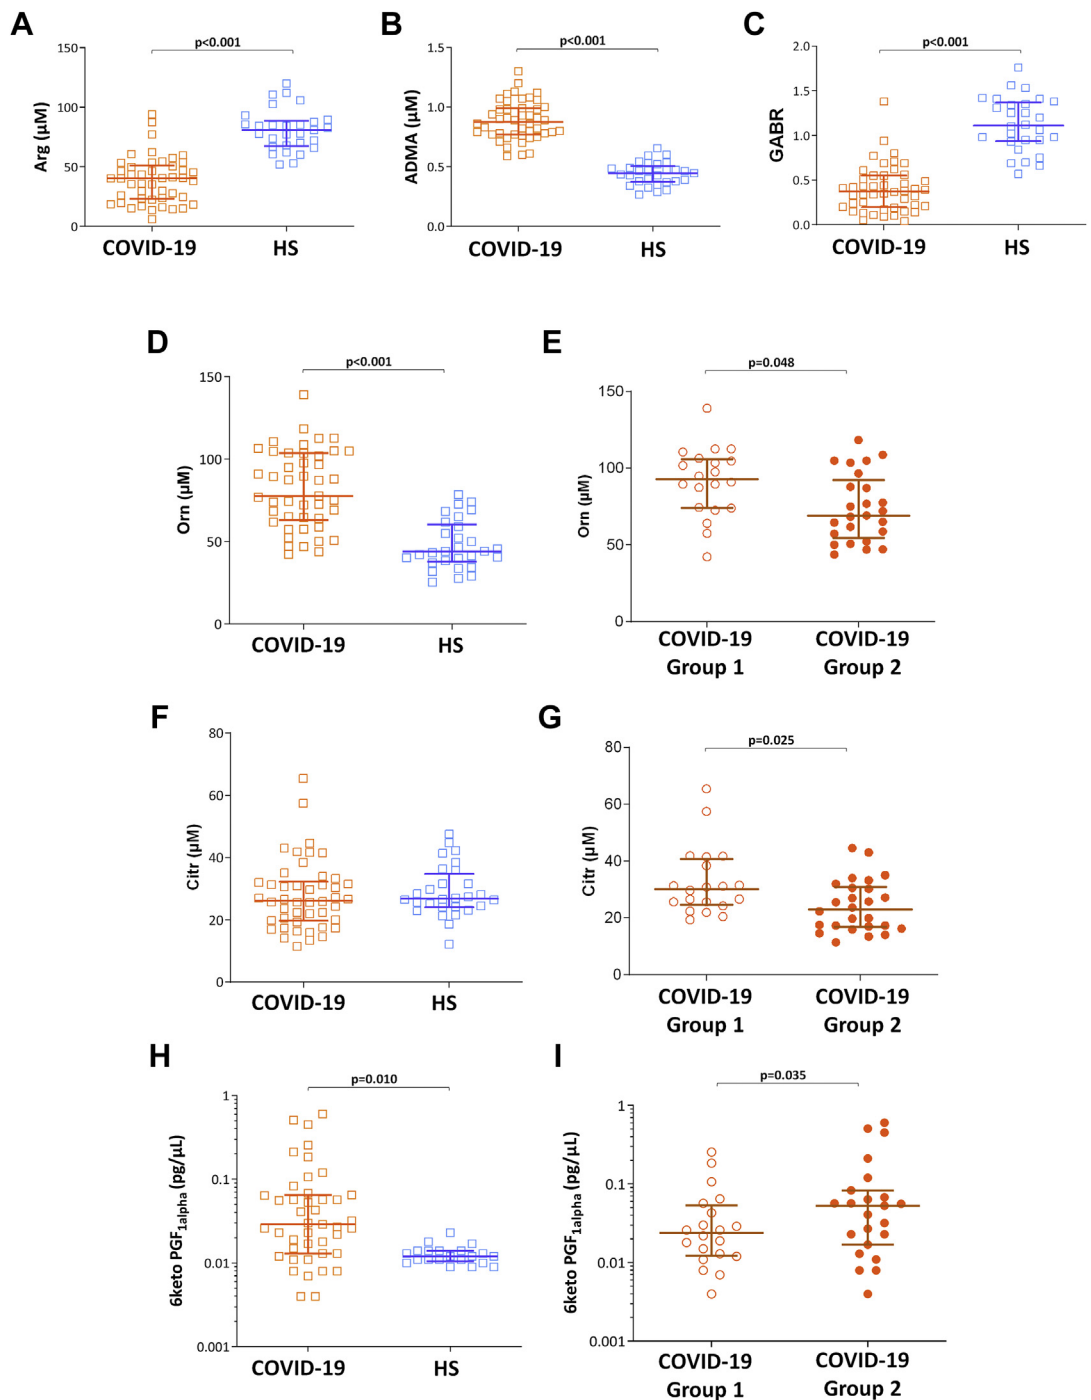 A
B
C
p<0.001
p<0.001
p<0.001
Arg (µM)
150
100
50
0
COVID-19
HS
ADMA (µM)
1.5
1.0
0.5
0.0
COVID-19
HS
GABR
2.0
1.5
1.0
0.5
0.0
COVID-19
HS
D
E
p<0.001
Orn (µM)
150
100
50
0
COVID-19
HS
p=0.048
Orn (µM)
150
100
50
0
COVID-19
Group 1
COVID-19
Group 2
F
G
Citr (µM)
80
60
40
20
0
COVID-19
HS
p=0.025
Citr (µM)
80
60
40
20
0
COVID-19
Group 1
COVID-19
Group 2
H
I
p=0.010
6keto PGF1alpha (pg/µL)
1
0.1
0.01
0.001
COVID-19
HS
p=0.035
6keto PGF1alpha (pg/µL)
1
0.1
0.01
0.001
COVID-19
Group 1
COVID-19
Group 2